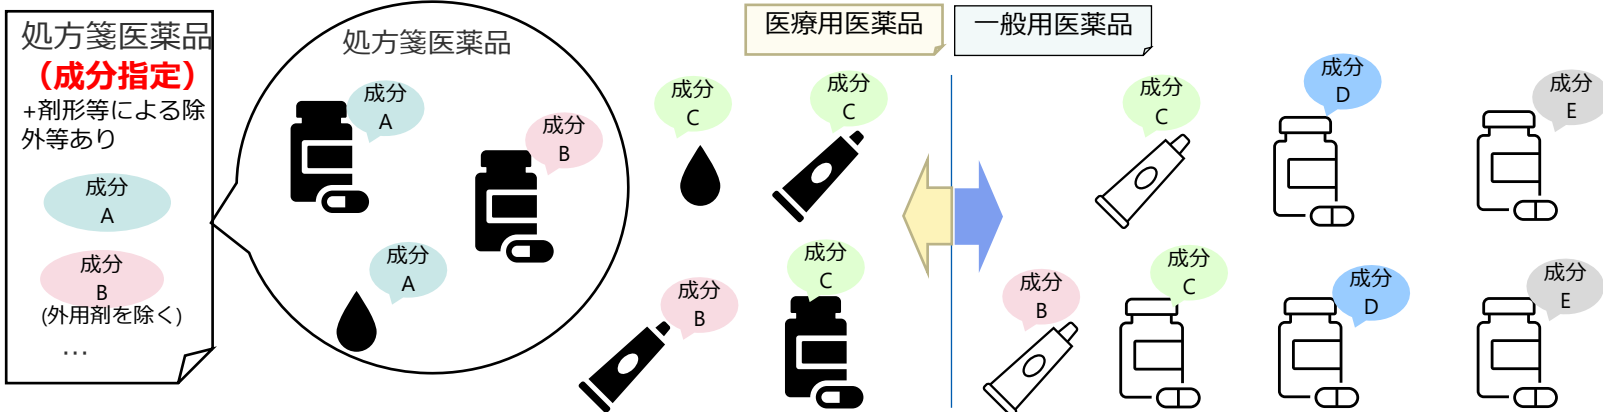 処方箋医薬品
（成分指定）
+剤形等による除
外等あり
成分
A
成分
B
(外用剤を除く)
…
処方箋医薬品
成分
A
成分
B
成分
A
医療用医薬品
成分
C
成分
C
成分
B
成分
C
一般用医薬品
成分
C
成分
D
成分
E
成分
B
成分
C
成分
D
成分
E